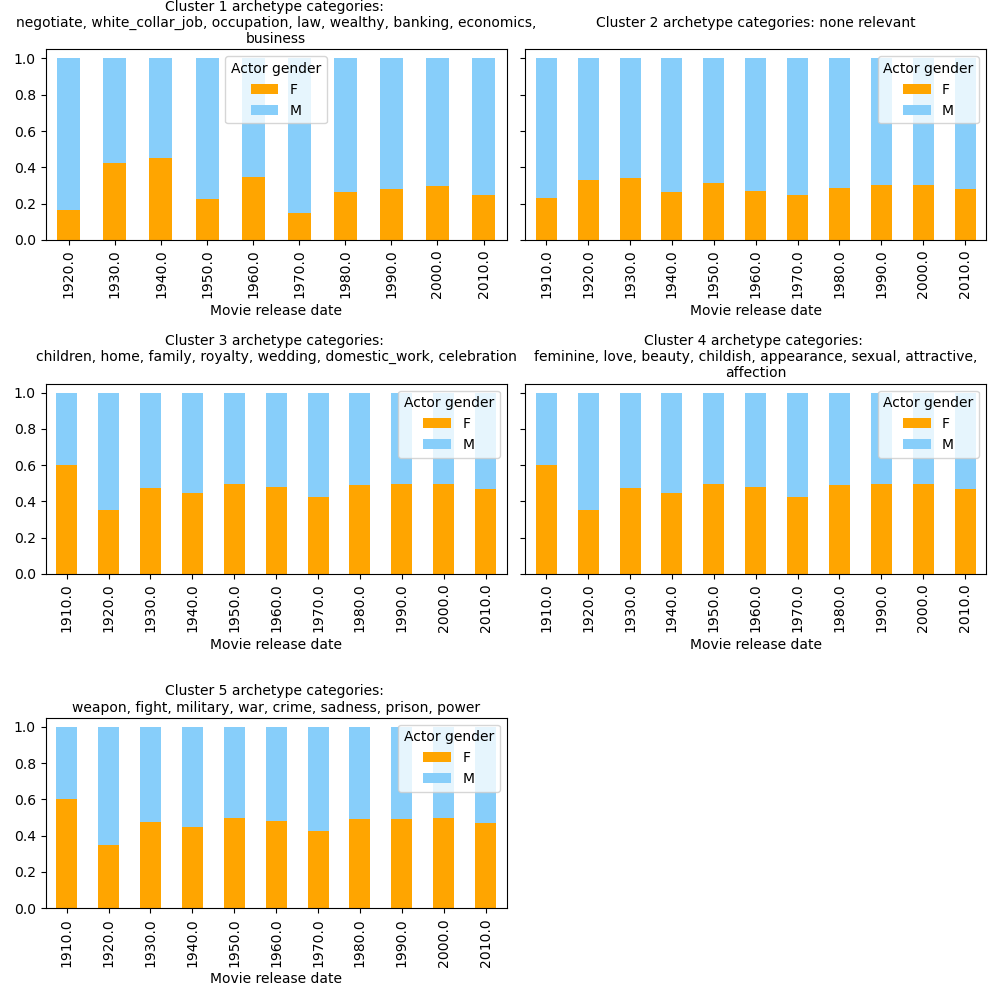 Cluster 1 archetype categories:
negotiate, white_collar_job, occupation, law, wealthy, banking, economics,
business
Actor gender
F
M
1.0
0.8
0.6
0.4
0.2
0.0
1920.0
1930.0
1940.0
1950.0
1960.0
1970.0
1980.0
1990.0
2000.0
2010.0
Movie release date
Cluster 2 archetype categories: none relevant
Actor gender
F
M
1910.0
1920.0
1930.0
1940.0
1950.0
1960.0
1970.0
1980.0
1990.0
2000.0
2010.0
Movie release date
Cluster 3 archetype categories:
children, home, family, royalty, wedding, domestic_work, celebration
Actor gender
F
M
1.0
0.8
0.6
0.4
0.2
0.0
1910.0
1920.0
1930.0
1940.0
1950.0
1960.0
1970.0
1980.0
1990.0
2000.0
2010.0
Movie release date
Cluster 4 archetype categories:
feminine, love, beauty, childish, appearance, sexual, attractive,
affection
Actor gender
F
M
1910.0
1920.0
1930.0
1940.0
1950.0
1960.0
1970.0
1980.0
1990.0
2000.0
2010.0
Movie release date
Cluster 5 archetype categories:
weapon, fight, military, war, crime, sadness, prison, power
Actor gender
F
M
1.0
0.8
0.6
0.4
0.2
0.0
1910.0
1920.0
1930.0
1940.0
1950.0
1960.0
1970.0
1980.0
1990.0
2000.0
2010.0
Movie release date